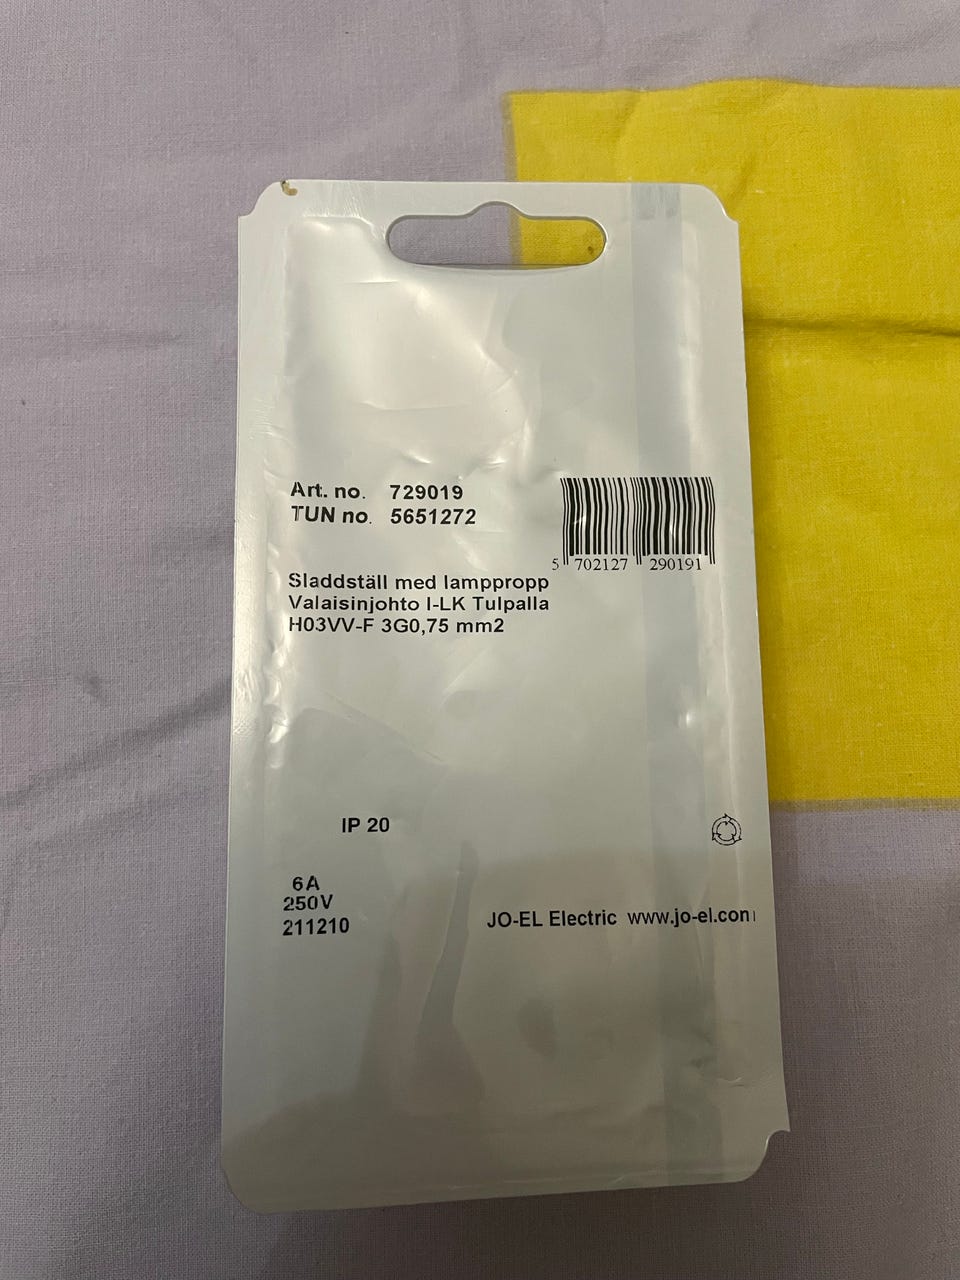 Art. no. 729019
TUN no. 5651272
5 702127 290191
Sladdställ med lamppropp
Valaisinjohto I-LK Tulpalla
H03VV-F 3G0,75 mm2
IP 20
6A
250V
211210
JO-EL Electric www.jo-el.com